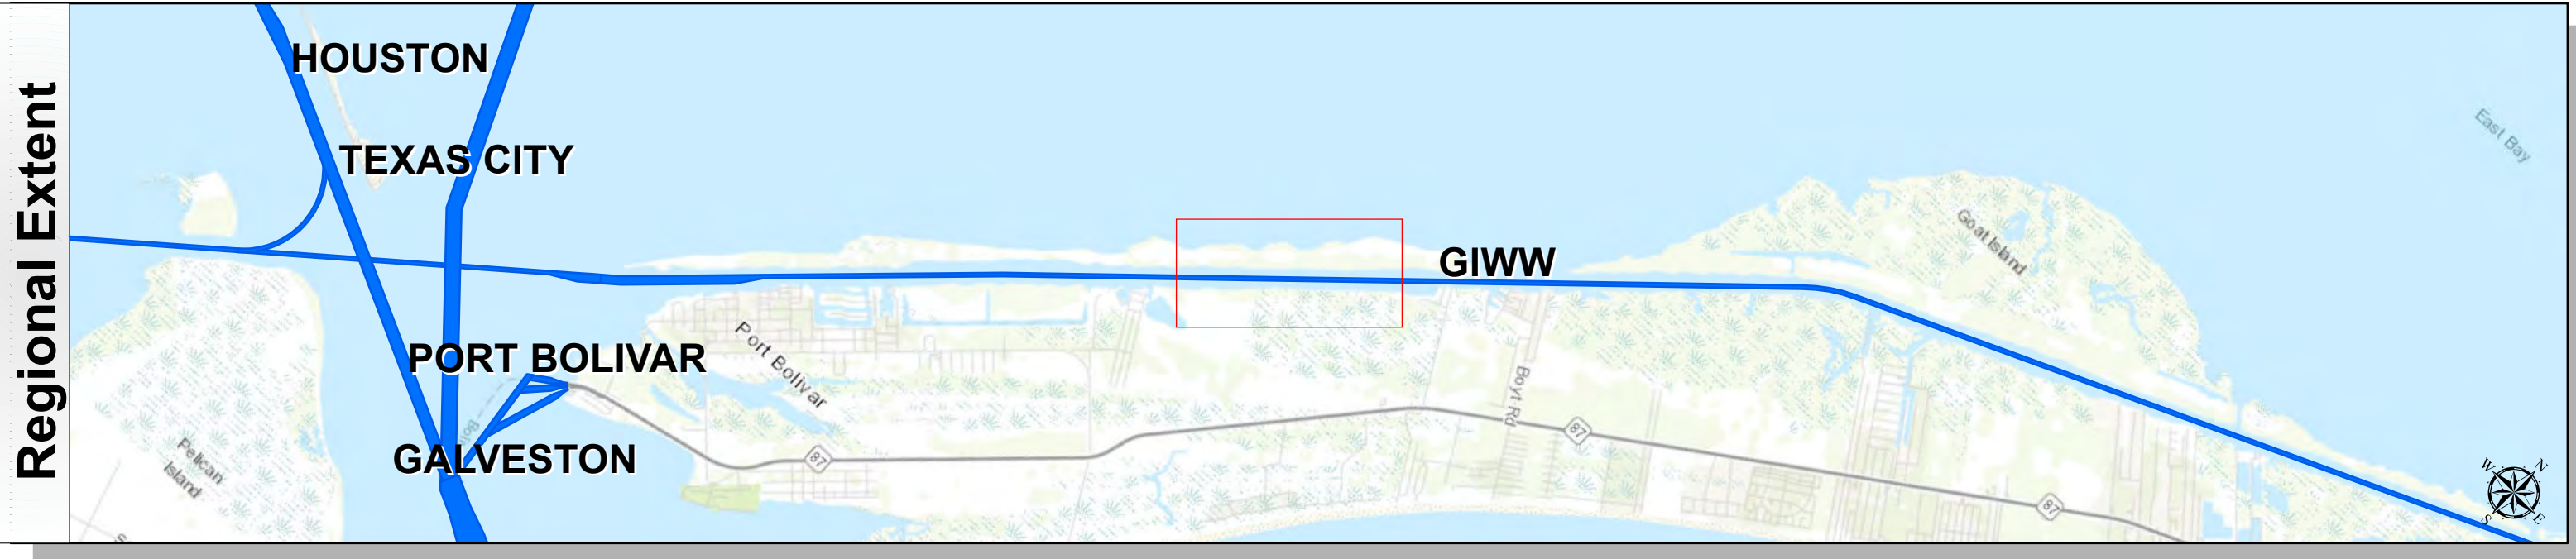 Regional Extent
HOUSTON
TEXAS CITY
East Bay
Goat Island
GIWW
PORT BOLIVAR
Port Bolivar
Boyt Rd
87
Boli
GALVESTON
87
87
Pelican
Island
W
N
S
E
S